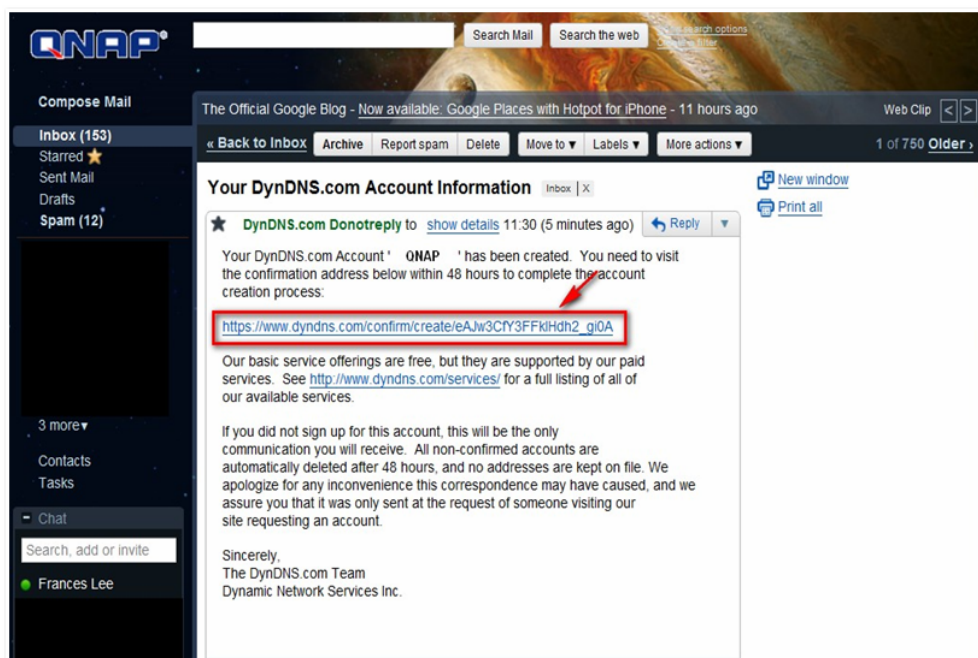 QNAP®
Search Mail
Search the web
search options
filter
Compose Mail
The Official Google Blog - Now available: Google Places with Hotpot for iPhone - 11 hours ago
Web Clip < >
Inbox (153)
Starred
Sent Mail
Drafts
Spam (12)
« Back to Inbox Archive Report spam Delete Move to ▼ Labels ▼ More actions ▼ 1 of 750 Older ›
Your DynDNS.com Account Information Inbox | X
New window
Print all
DynDNS.com Donotreply to show details 11:30 (5 minutes ago) Reply ▼
Your DynDNS.com Account ' QNAP ' has been created. You need to visit
the confirmation address below within 48 hours to complete the account
creation process:
https://www.dyndns.com/confirm/create/eAJw3CfY3FFklHdh2_gi0A
Our basic service offerings are free, but they are supported by our paid
services. See http://www.dyndns.com/services/ for a full listing of all of
our available services.
If you did not sign up for this account, this will be the only
communication you will receive. All non-confirmed accounts are
automatically deleted after 48 hours, and no addresses are kept on file. We
apologize for any inconvenience this correspondence may have caused, and we
assure you that it was only sent at the request of someone visiting our
site requesting an account.
Sincerely,
The DynDNS.com Team
Dynamic Network Services Inc.
3 more▾
Contacts
Tasks
− Chat
Search, add or invite
Frances Lee